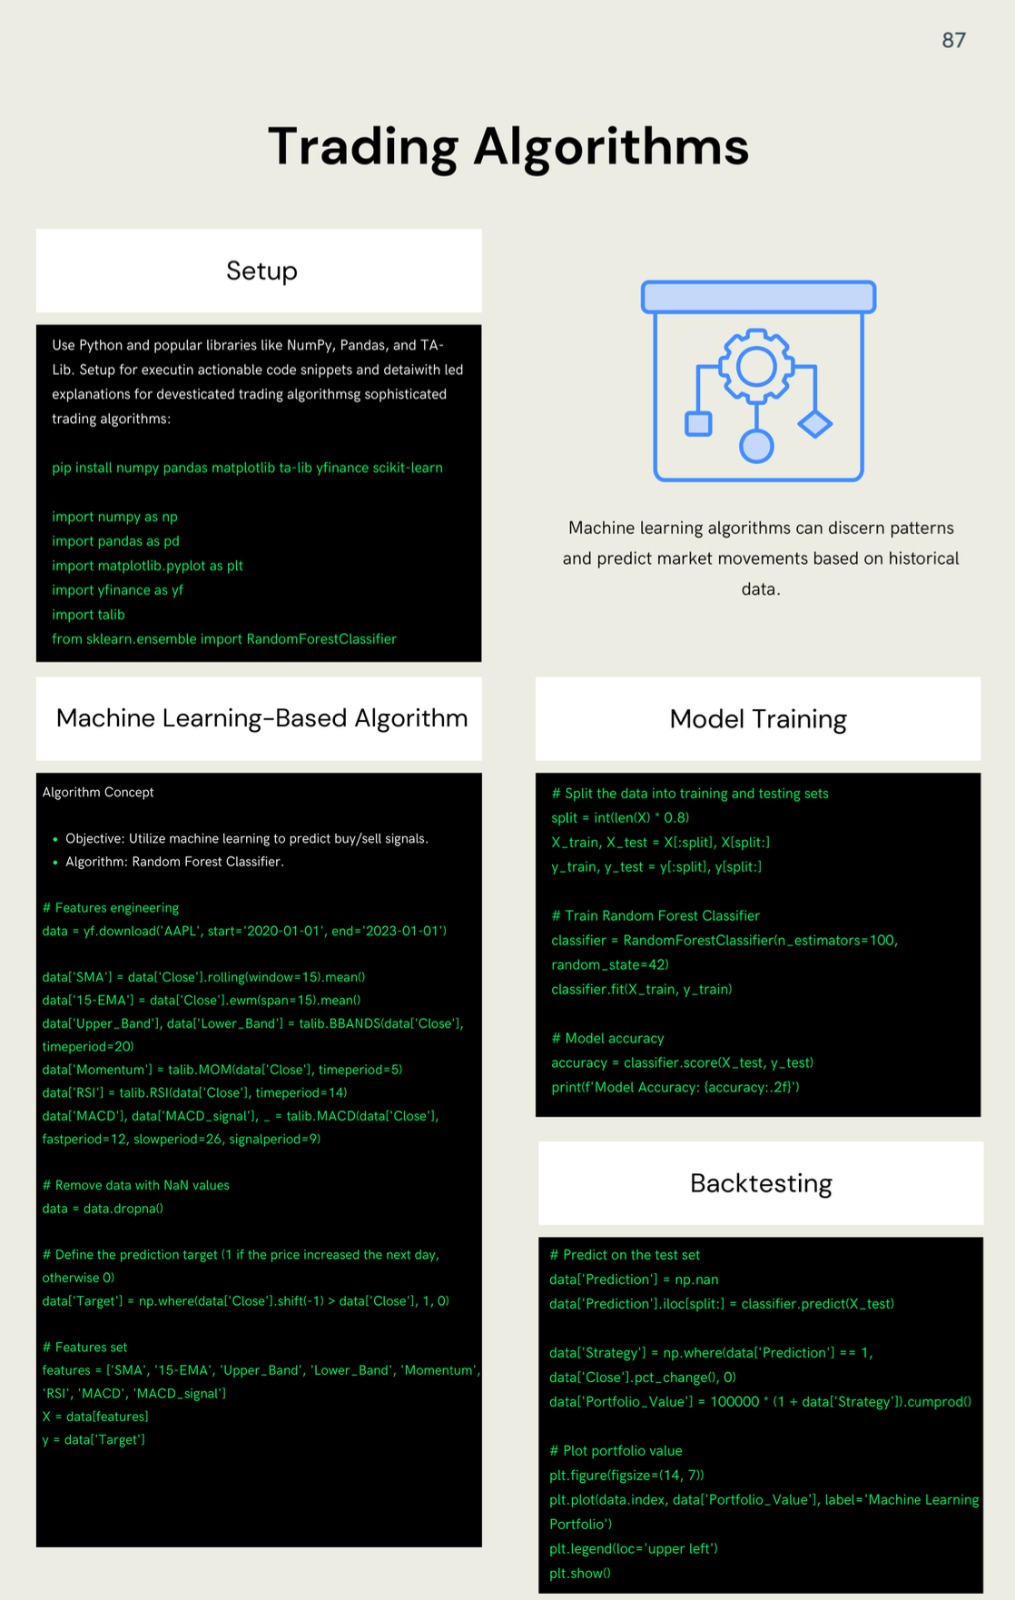 87
Trading Algorithms
Setup
Use Python and popular libraries like NumPy, Pandas, and TA-
Lib. Setup for executin actionable code snippets and detaiwith led
explanations for devesticated trading algorithmsg sophisticated
trading algorithms:
pip install numpy pandas matplotlib ta-lib yfinance scikit-learn
import numpy as np
import pandas as pd
import matplotlib.pyplot as plt
import yfinance as yf
import talib
from sklearn.ensemble import RandomForestClassifier
Machine learning algorithms can discern patterns
and predict market movements based on historical
data.
Machine Learning-Based Algorithm
Algorithm Concept
• Objective: Utilize machine learning to predict buy/sell signals.
• Algorithm: Random Forest Classifier.
# Features engineering
data = yf.download('AAPL', start='2020-01-01', end='2023-01-01')
data['SMA'] = data['Close'].rolling(window=15).mean()
data['15-EMA'] = data['Close'].ewm(span=15).mean()
data['Upper_Band'], data['Lower_Band'] = talib.BBANDS(data['Close'],
timeperiod=20)
data['Momentum'] = talib.MOM(data['Close'], timeperiod=5)
data['RSI'] = talib.RSI(data['Close'], timeperiod=14)
data['MACD'], data['MACD_signal'], _ = talib.MACD(data['Close'],
fastperiod=12, slowperiod=26, signalperiod=9)
# Remove data with NaN values
data = data.dropna()
# Define the prediction target (1 if the price increased the next day,
otherwise 0)
data['Target'] = np.where(data['Close'].shift(-1) > data['Close'], 1, 0)
# Features set
features = ['SMA', '15-EMA', 'Upper_Band', 'Lower_Band', 'Momentum',
'RSI', 'MACD', 'MACD_signal']
X = data[features]
y = data['Target']
Model Training
# Split the data into training and testing sets
split = int(len(X) * 0.8)
X_train, X_test = X[:split], X[split:]
y_train, y_test = y[:split], y[split:]
# Train Random Forest Classifier
classifier = RandomForestClassifier(n_estimators=100,
random_state=42)
classifier.fit(X_train, y_train)
# Model accuracy
accuracy = classifier.score(X_test, y_test)
print(f'Model Accuracy: {accuracy:.2f}')
Backtesting
# Predict on the test set
data['Prediction'] = np.nan
data['Prediction'].iloc[split:] = classifier.predict(X_test)
data['Strategy'] = np.where(data['Prediction'] == 1,
data['Close'].pct_change(), 0)
data['Portfolio_Value'] = 100000 * (1 + data['Strategy']).cumprod()
# Plot portfolio value
plt.figure(figsize=(14, 7))
plt.plot(data.index, data['Portfolio_Value'], label='Machine Learning
Portfolio')
plt.legend(loc='upper left')
plt.show()